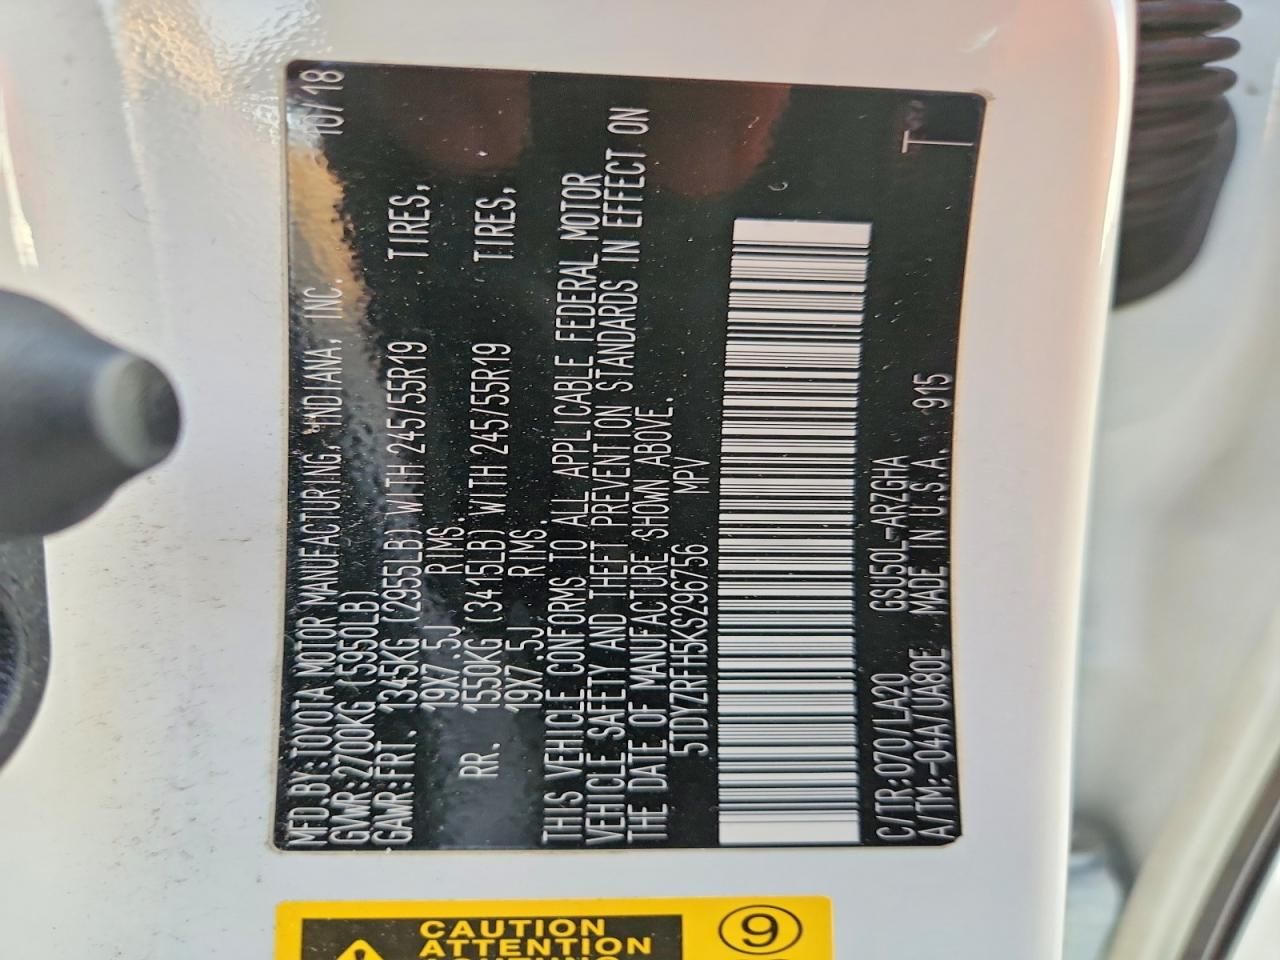 MFD BY:TOYOTA MOTOR MANUFACTURING, INDIANA, INC. 10/18
GVWR:2700KG(5950LB)
GAWR:FRT. 1345KG (2955LB)WITH 245/55R19 TIRES,
19X7.5J RIMS.
RR. 1550KG (3415LB) WITH 245/55R19 TIRES,
19X7.5J RIMS.
THIS VEHICLE CONFORMS TO ALL APPLICABLE FEDERAL MOTOR
VEHICLE SAFETY AND THEFT PREVENTION STANDARDS IN EFFECT ON
THE DATE OF MANUFACTURE SHOWN ABOVE.
5TDYZRFH5KS296756 MPV
C/TR:070/LA20 GSU50L-ARZGHA
A/TM:-04A/UA80E MADE IN U.S.A. 915 T
CAUTION 9
ATTENTION